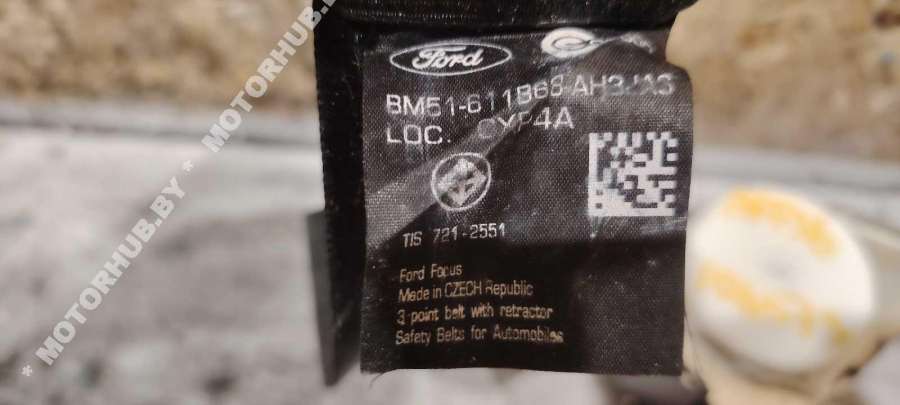 Ford
BM51-611B68-AH3JA3
LOC.
TIS 721-2551
Ford Focus
Made in CZECH Republic
3 point belt with retractor
Safety Belts for Automobiles
* MOTORHUB.BY * MOTORHUB.BY *